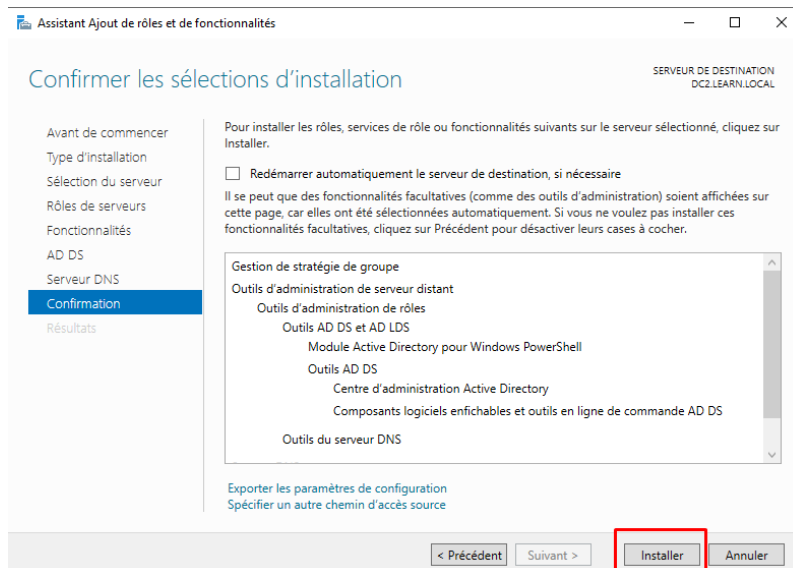 Assistant Ajout de rôles et de fonctionnalités
Confirmer les sélections d'installation
SERVEUR DE DESTINATION
DC2.LEARN.LOCAL
Avant de commencer
Type d'installation
Sélection du serveur
Rôles de serveurs
Fonctionnalités
AD DS
Serveur DNS
Confirmation
Résultats
Pour installer les rôles, services de rôle ou fonctionnalités suivants sur le serveur sélectionné, cliquez sur
Installer.
Redémarrer automatiquement le serveur de destination, si nécessaire
Il se peut que des fonctionnalités facultatives (comme des outils d'administration) soient affichées sur
cette page, car elles ont été sélectionnées automatiquement. Si vous ne voulez pas installer ces
fonctionnalités facultatives, cliquez sur Précédent pour désactiver leurs cases à cocher.
Gestion de stratégie de groupe
Outils d'administration de serveur distant
Outils d'administration de rôles
Outils AD DS et AD LDS
Module Active Directory pour Windows PowerShell
Outils AD DS
Centre d'administration Active Directory
Composants logiciels enfichables et outils en ligne de commande AD DS
Outils du serveur DNS
Exporter les paramètres de configuration
Spécifier un autre chemin d'accès source
< Précédent
Suivant >
Installer
Annuler